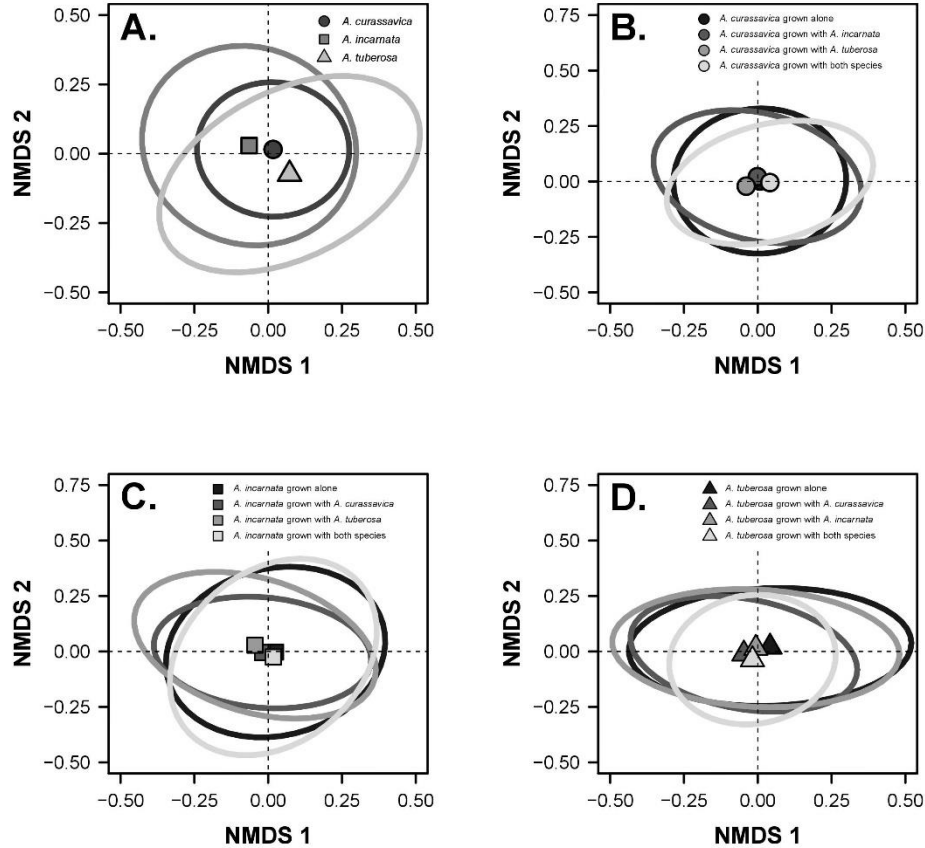 A.
A. curassavica
A. incarnata
A. tuberosa
0.50
0.25
0.00
−0.25
−0.50
NMDS 2
−0.50 −0.25 0.00 0.25 0.50
NMDS 1
B.
A. curassavica grown alone
A. curassavica grown with A. incarnata
A. curassavica grown with A. tuberosa
A. curassavica grown with both species
0.75
0.50
0.25
0.00
−0.25
−0.50
NMDS 2
−0.50 −0.25 0.00 0.25 0.50
NMDS 1
C.
A. incarnata grown alone
A. incarnata grown with A. curassavica
A. incarnata grown with A. tuberosa
A. incarnata grown with both species
0.75
0.50
0.25
0.00
−0.25
−0.50
NMDS 2
−0.50 −0.25 0.00 0.25 0.50
NMDS 1
D.
A. tuberosa grown alone
A. tuberosa grown with A. curassavica
A. tuberosa grown with A. incarnata
A. tuberosa grown with both species
0.75
0.50
0.25
0.00
−0.25
−0.50
NMDS 2
−0.50 −0.25 0.00 0.25 0.50
NMDS 1